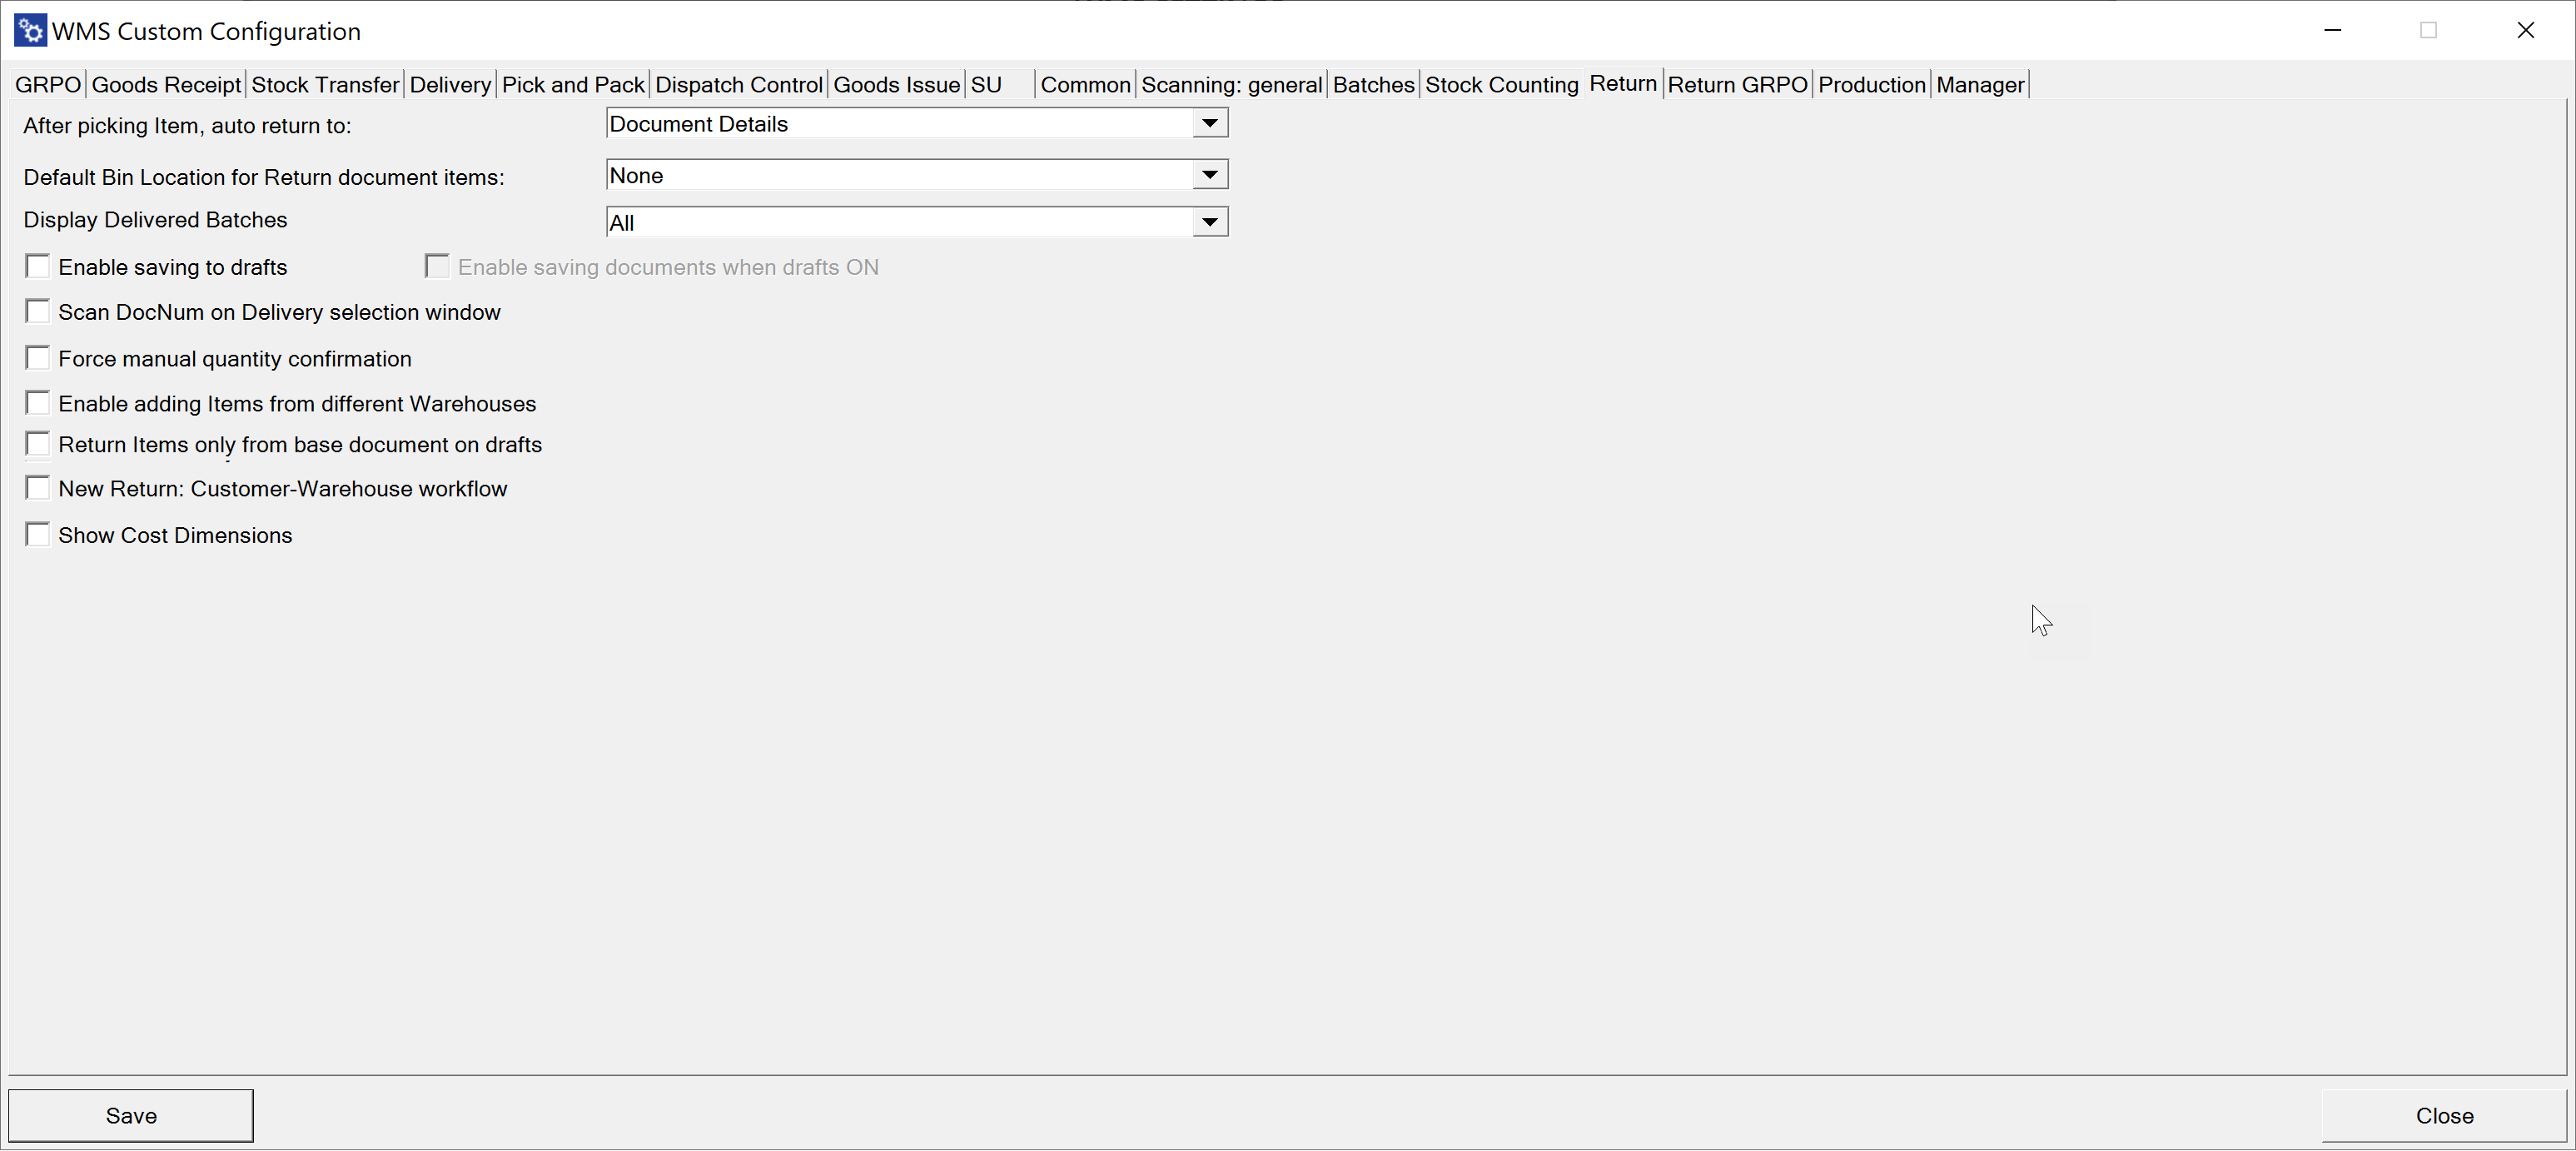 WMS Custom Configuration
GRPO Goods Receipt Stock Transfer Delivery Pick and Pack Dispatch Control Goods Issue SU Common Scanning: general Batches Stock Counting Return Return GRPO Production Manager
After picking Item, auto return to: Document Details
Default Bin Location for Return document items: None
Display Delivered Batches All
Enable saving to drafts Enable saving documents when drafts ON
Scan DocNum on Delivery selection window
Force manual quantity confirmation
Enable adding Items from different Warehouses
Return Items only from base document on drafts
New Return: Customer-Warehouse workflow
Show Cost Dimensions
Save Close